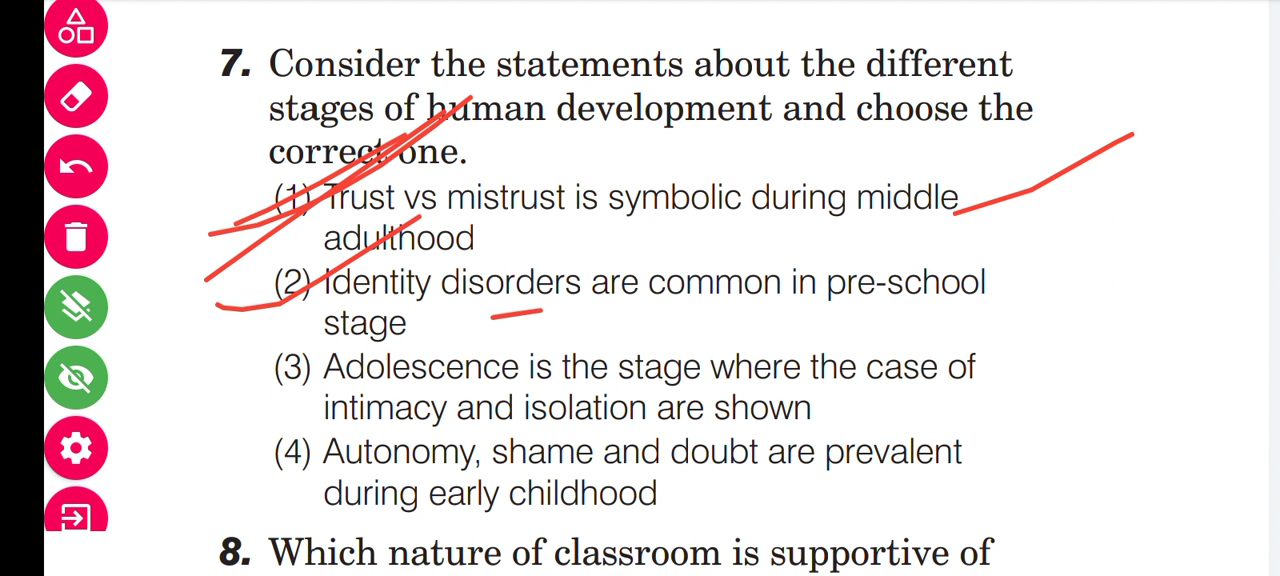 7. Consider the statements about the different
stages of human development and choose the
correct one.
(1) Trust vs mistrust is symbolic during middle
adulthood
(2) Identity disorders are common in pre-school
stage
(3) Adolescence is the stage where the case of
intimacy and isolation are shown
(4) Autonomy, shame and doubt are prevalent
during early childhood
8. Which nature of classroom is supportive of